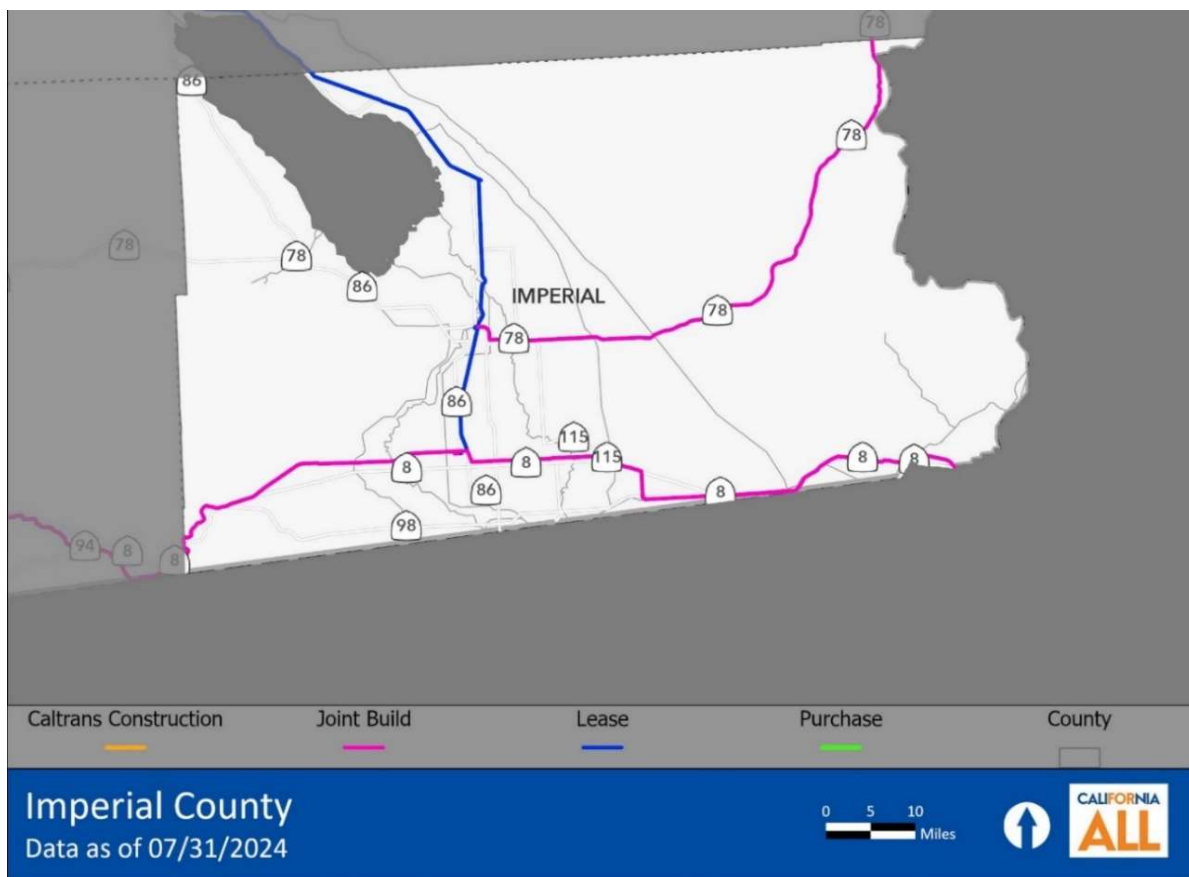 78
86
78
78
78
86
IMPERIAL
78
78
86
115
8
8
115
8
8
86
8
98
94
8
8
Caltrans Construction
Joint Build
Lease
Purchase
County
Imperial County
Data as of 07/31/2024
0 5 10
Miles
CALIFORNIA
ALL